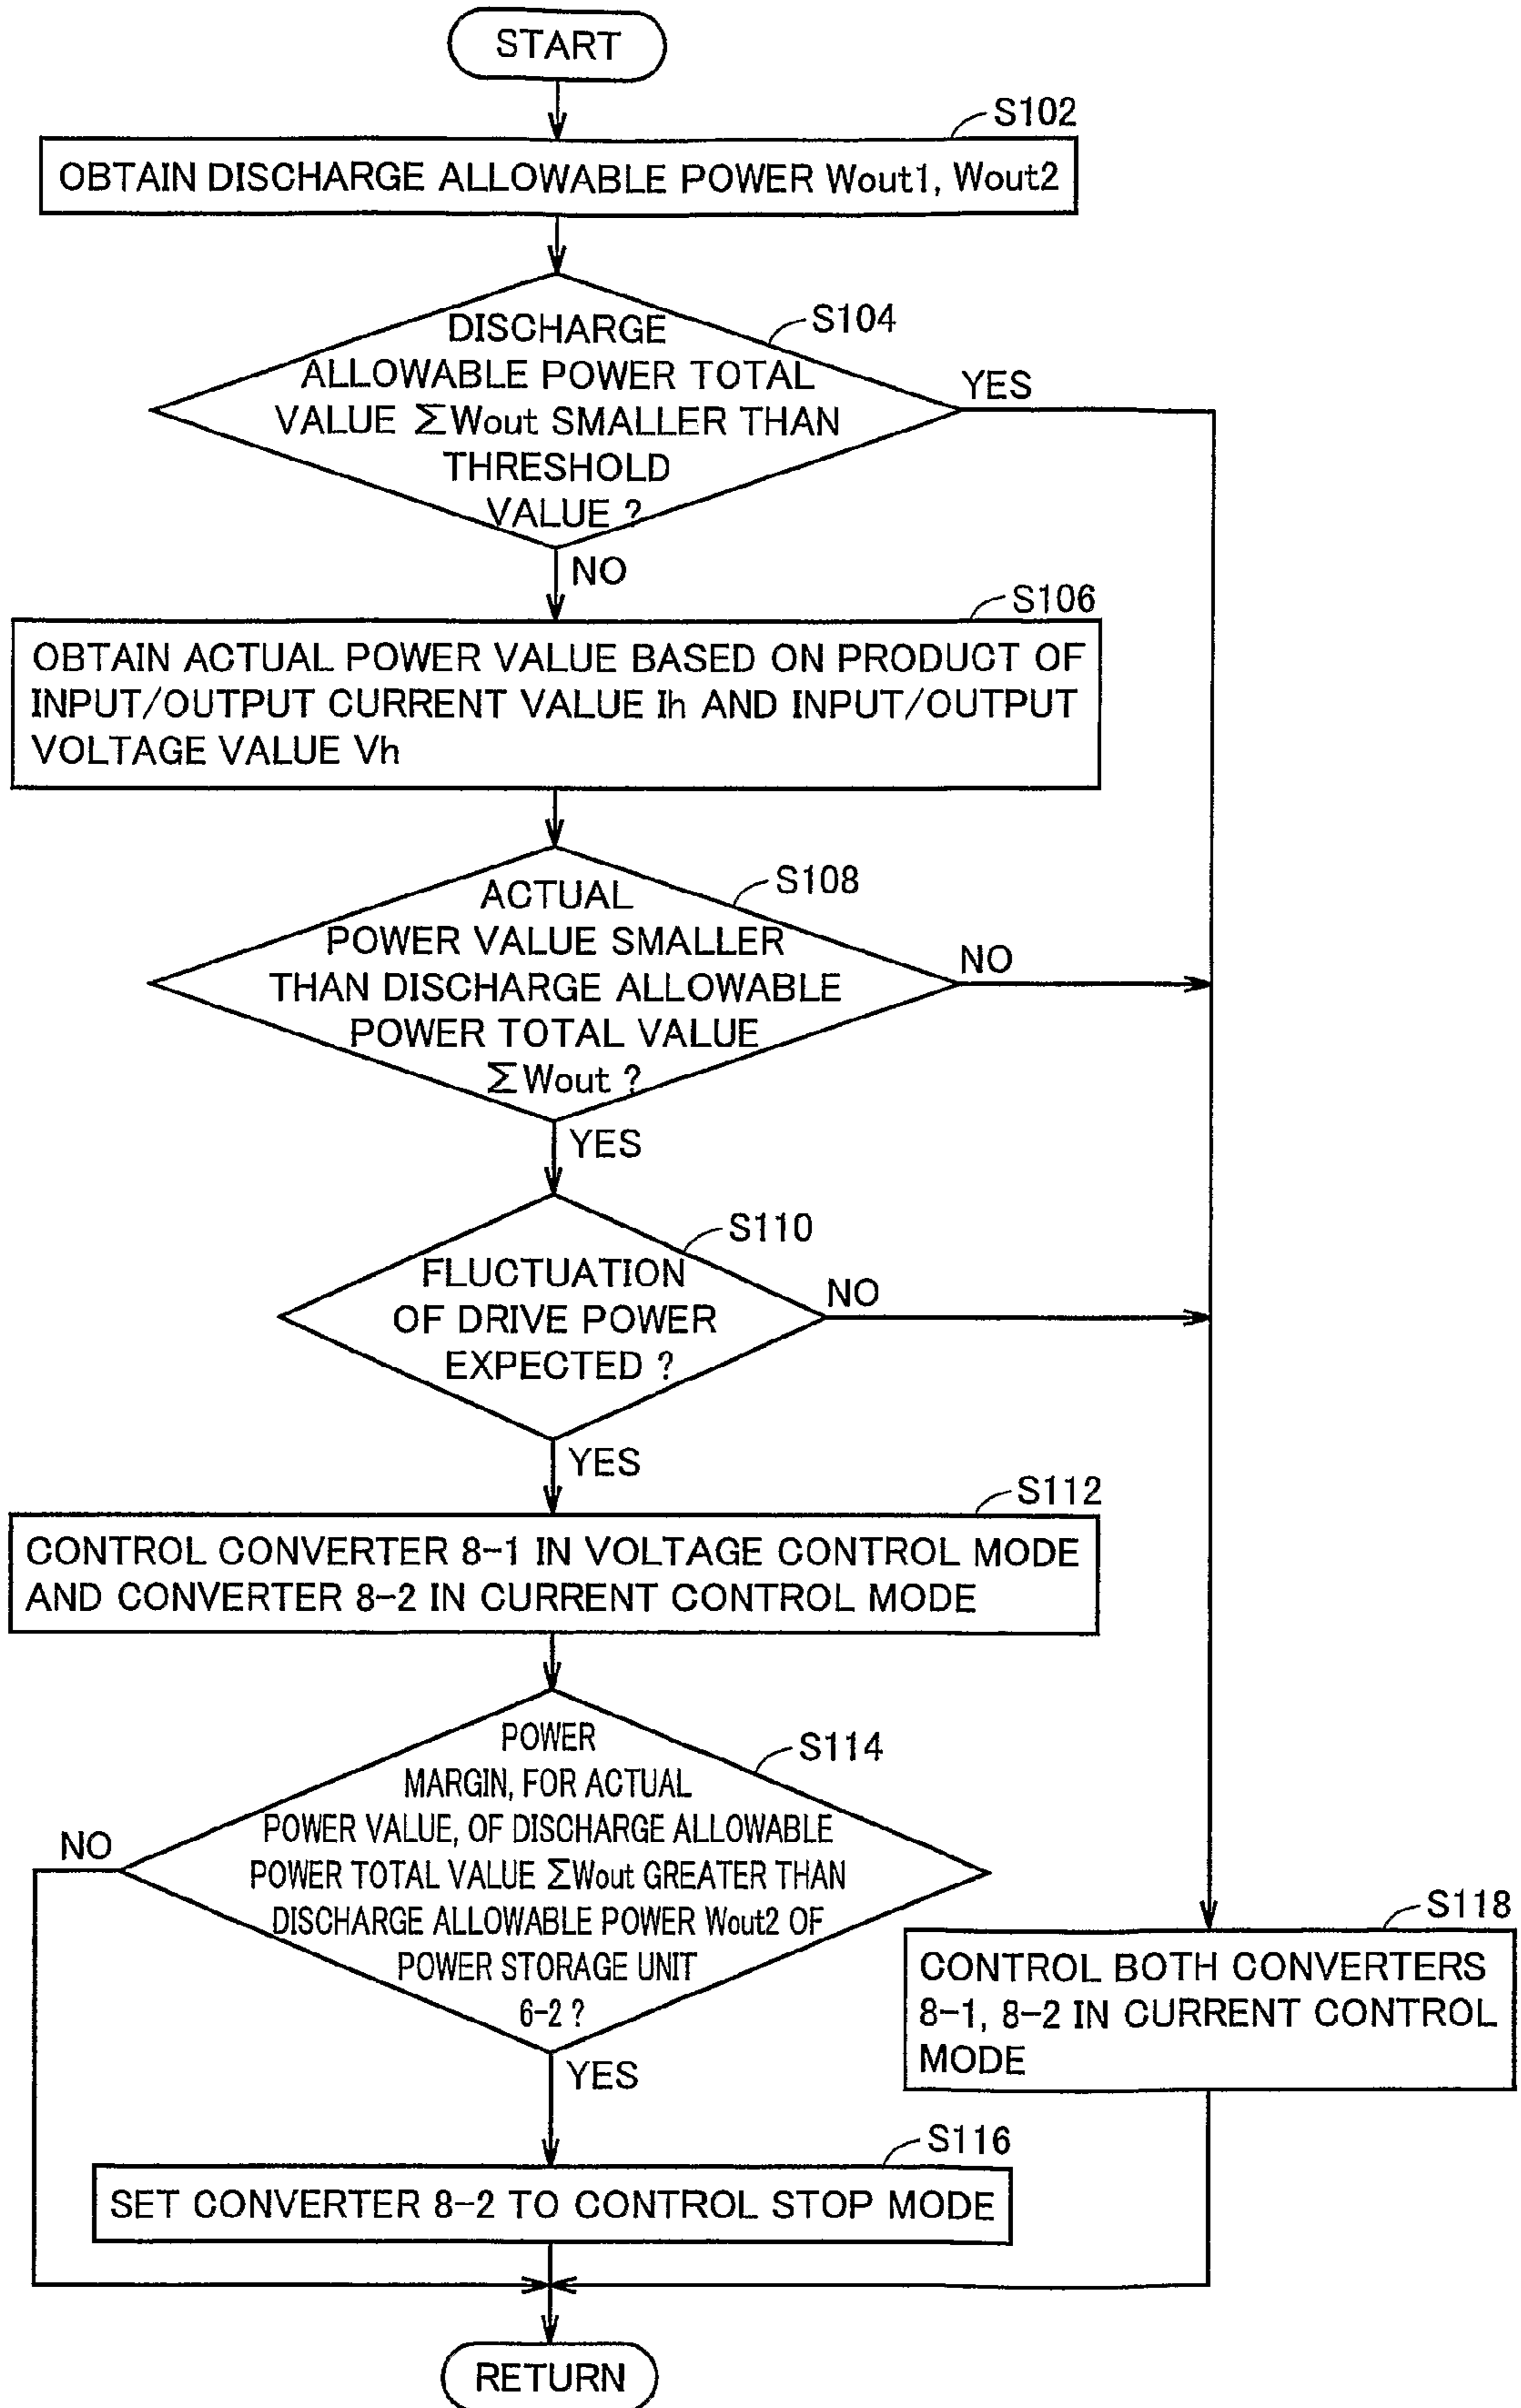 START
S102
OBTAIN DISCHARGE ALLOWABLE POWER Wout1, Wout2
S104
DISCHARGE
ALLOWABLE POWER TOTAL
VALUE ΣWout SMALLER THAN
THRESHOLD
VALUE ?
YES
NO
S106
OBTAIN ACTUAL POWER VALUE BASED ON PRODUCT OF
INPUT/OUTPUT CURRENT VALUE Ih AND INPUT/OUTPUT
VOLTAGE VALUE Vh
S108
ACTUAL
POWER VALUE SMALLER
THAN DISCHARGE ALLOWABLE
POWER TOTAL VALUE
ΣWout ?
NO
YES
S110
FLUCTUATION
OF DRIVE POWER
EXPECTED ?
NO
YES
S112
CONTROL CONVERTER 8-1 IN VOLTAGE CONTROL MODE
AND CONVERTER 8-2 IN CURRENT CONTROL MODE
S114
POWER
MARGIN, FOR ACTUAL
POWER VALUE, OF DISCHARGE ALLOWABLE
POWER TOTAL VALUE ΣWout GREATER THAN
DISCHARGE ALLOWABLE POWER Wout2 OF
POWER STORAGE UNIT
6-2 ?
NO
YES
S118
CONTROL BOTH CONVERTERS
8-1, 8-2 IN CURRENT CONTROL
MODE
S116
SET CONVERTER 8-2 TO CONTROL STOP MODE
RETURN